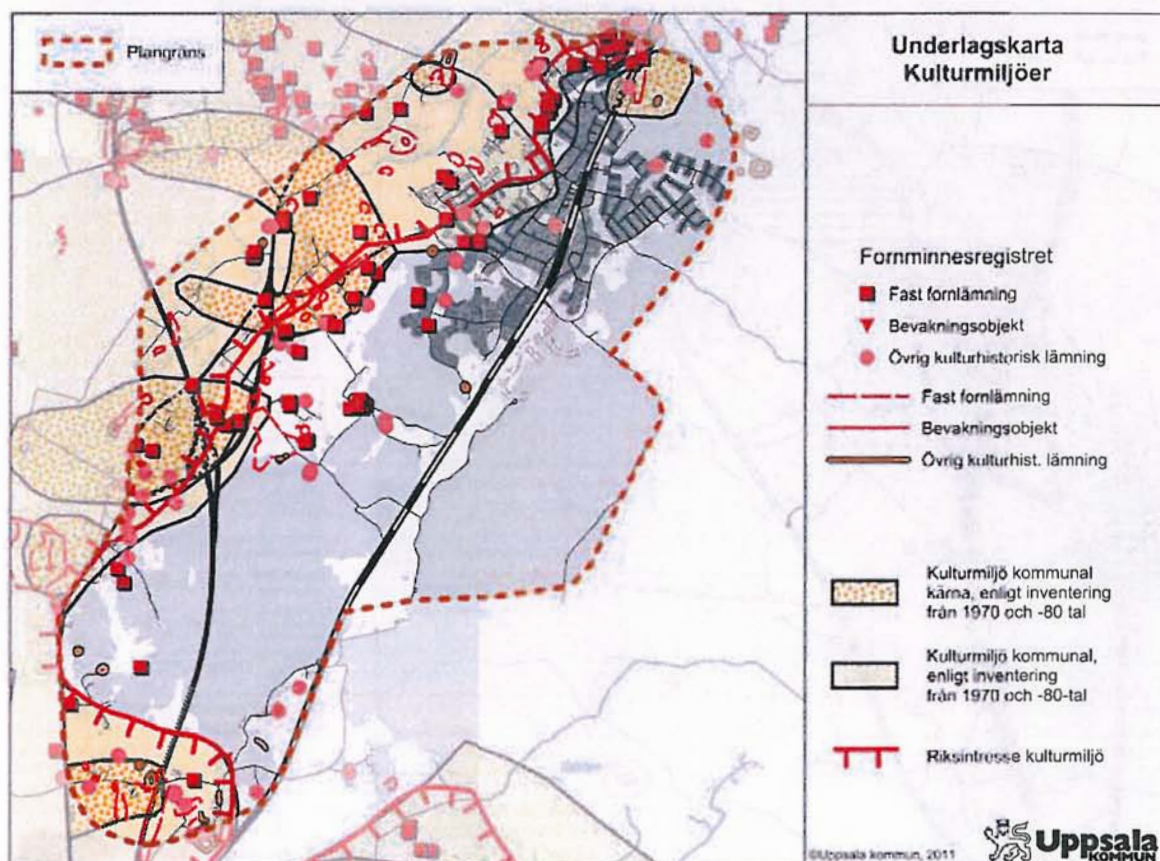 Plangräns
Underlagskarta
Kulturmiljöer
Fornminnesregistret
Fast fornlämning
Bevakningsobjekt
Övrig kulturhistorisk lämning
Fast fornlämning
Bevakningsobjekt
Övrig kulturhist. lämning
Kulturmiljö kommunal
kärna, enligt inventering
från 1970 och -80 tal
Kulturmiljö kommunal,
enligt inventering
från 1970 och -80-tal
Riksintresse kulturmiljö
©Uppsala kommun, 2011
Uppsala
KOMMUN